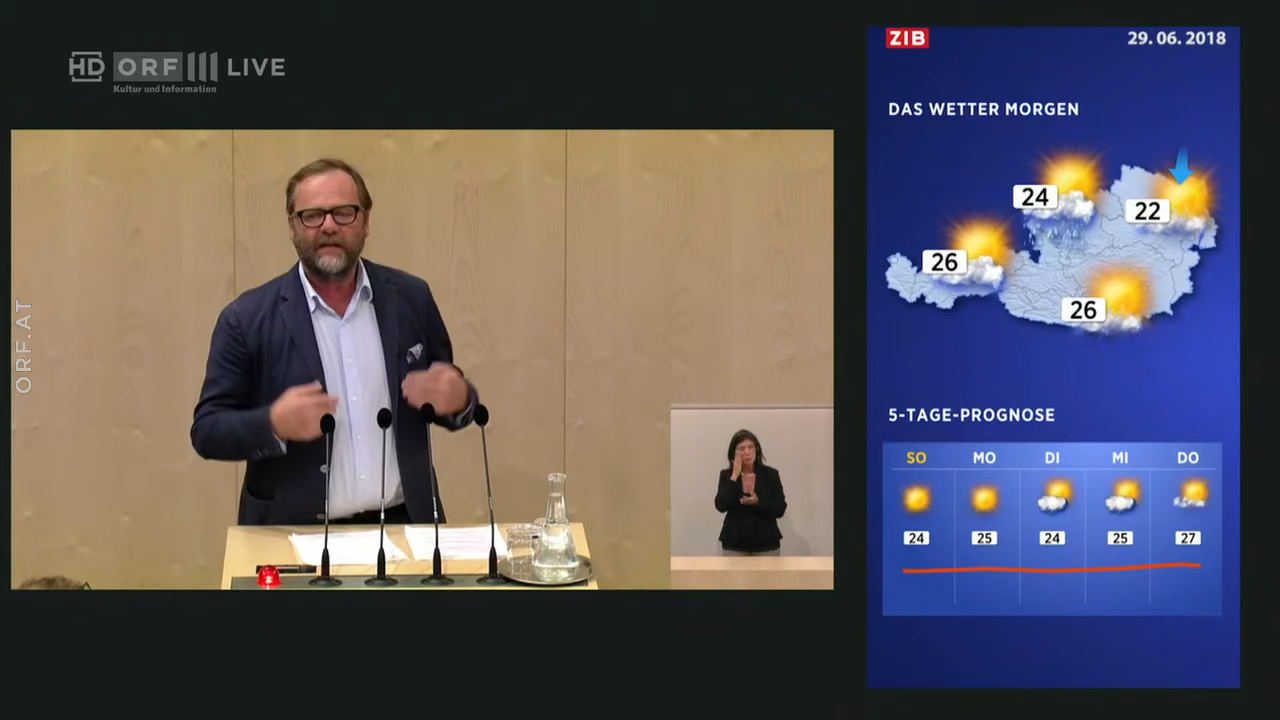 HD ORF III LIVE
Kultur und Information
ORF.AT
ZIB 29. 06. 2018
DAS WETTER MORGEN
24
22
26
26
5-TAGE-PROGNOSE
SO MO DI MI DO
24 25 24 25 27